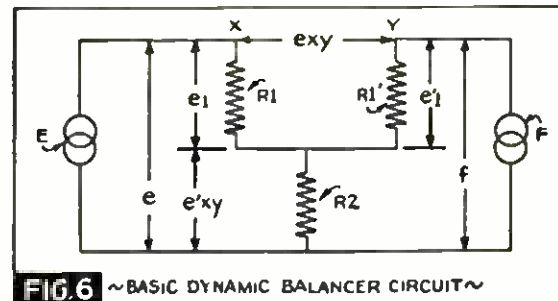 X Y
exy
e1 R1 R1' e'1
E F
e'xy e f
R2
FIG.6 ~BASIC DYNAMIC BALANCER CIRCUIT~